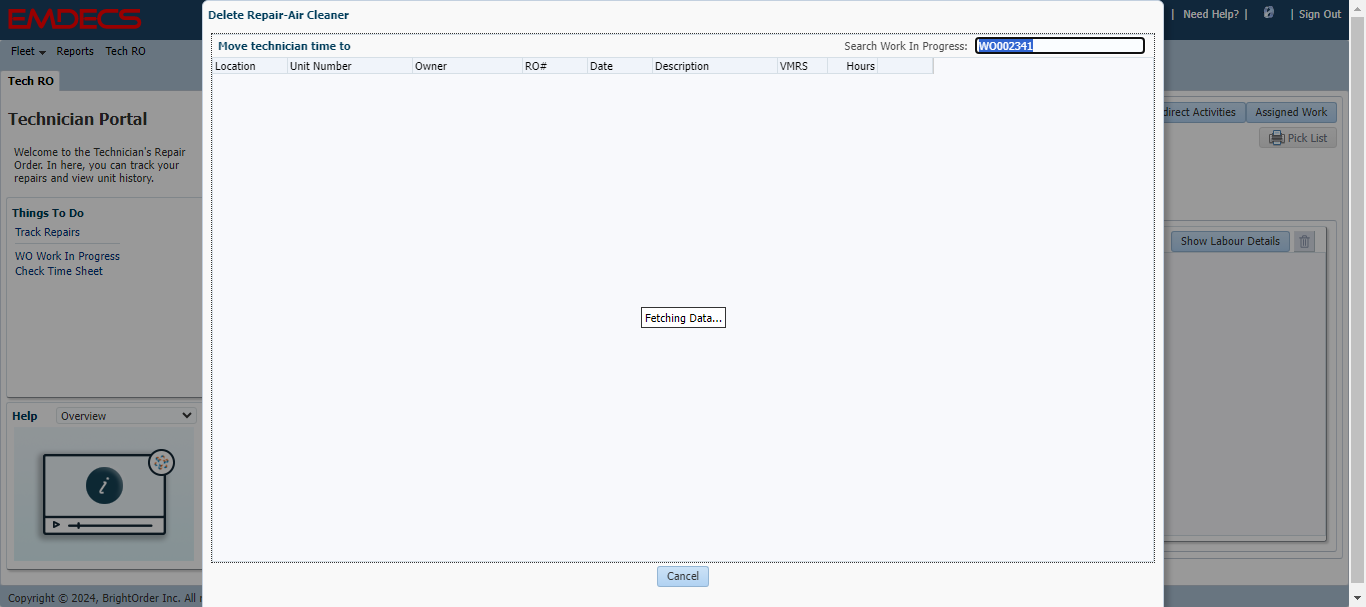 EMDECS
Fleet Reports Tech RO
Tech RO
Technician Portal
Welcome to the Technician's Repair
Order. In here, you can track your
repairs and view unit history.
Things To Do
Track Repairs
WO Work In Progress
Check Time Sheet
Help Overview
i
Copyright © 2024, BrightOrder Inc. All
Delete Repair-Air Cleaner
Move technician time to Search Work In Progress: WO002341
Location Unit Number Owner RO# Date Description VMRS Hours
Fetching Data...
Cancel
| Need Help? | | Sign Out
direct Activities Assigned Work
Pick List
Show Labour Details